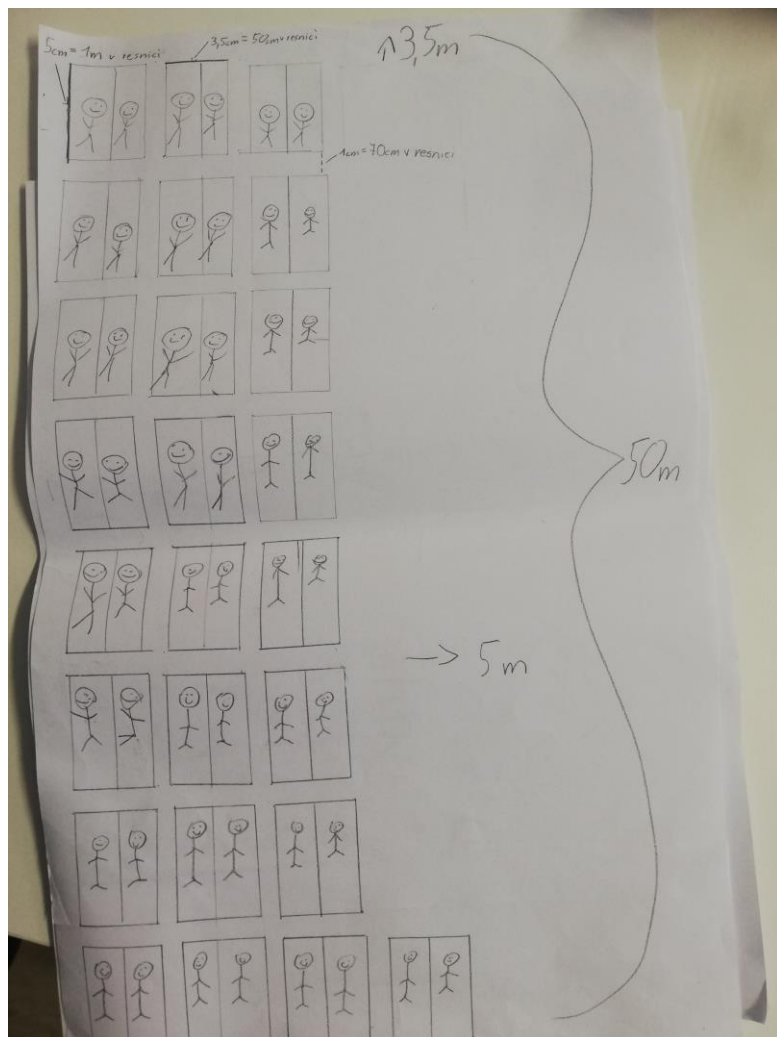 5cm = 1m v resnici
3,5cm = 50cm v resnici
↑3,5m
1cm = 70cm v resnici
50m
→ 5m